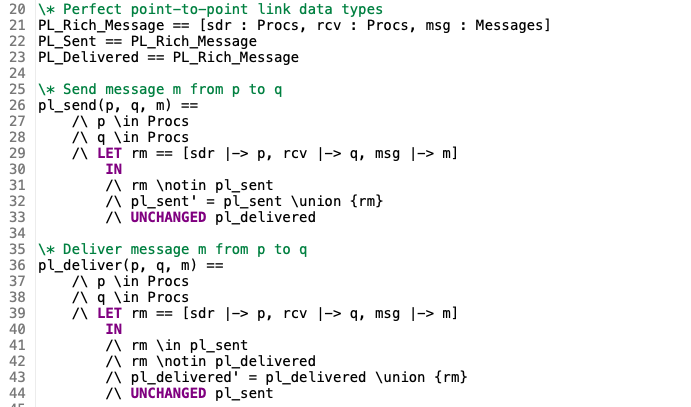 20 \* Perfect point-to-point link data types
21 PL_Rich_Message == [sdr : Procs, rcv : Procs, msg : Messages]
22 PL_Sent == PL_Rich_Message
23 PL_Delivered == PL_Rich_Message
24
25 \* Send message m from p to q
26 pl_send(p, q, m) ==
27     /\ p \in Procs
28     /\ q \in Procs
29     /\ LET rm == [sdr |-> p, rcv |-> q, msg |-> m]
30         IN
31         /\ rm \notin pl_sent
32         /\ pl_sent' = pl_sent \union {rm}
33         /\ UNCHANGED pl_delivered
34
35 \* Deliver message m from p to q
36 pl_deliver(p, q, m) ==
37     /\ p \in Procs
38     /\ q \in Procs
39     /\ LET rm == [sdr |-> p, rcv |-> q, msg |-> m]
40         IN
41         /\ rm \in pl_sent
42         /\ rm \notin pl_delivered
43         /\ pl_delivered' = pl_delivered \union {rm}
44         /\ UNCHANGED pl_sent